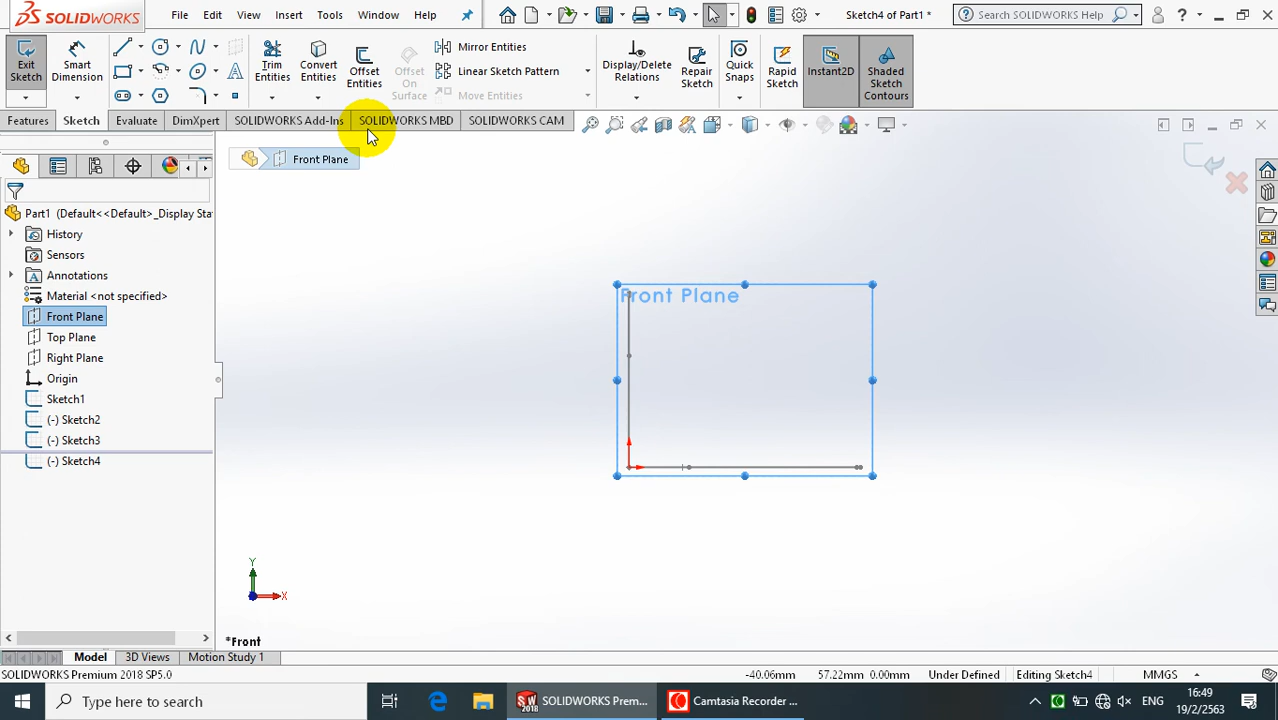 SOLIDWORKS
File
Edit
View
Insert
Tools
Window
Help
Sketch4 of Part1 *
Search SOLIDWORKS Help
Exit Sketch
Smart Dimension
Trim Entities
Convert Entities
Offset Entities
Offset On Surface
Mirror Entities
Linear Sketch Pattern
Move Entities
Display/Delete Relations
Repair Sketch
Quick Snaps
Rapid Sketch
Instant2D
Shaded Sketch Contours
Features
Sketch
Evaluate
DimXpert
SOLIDWORKS Add-Ins
SOLIDWORKS MBD
SOLIDWORKS CAM
Front Plane
Part1 (Default<<Default>_Display Sta
History
Sensors
Annotations
Material <not specified>
Front Plane
Top Plane
Right Plane
Origin
Sketch1
(-) Sketch2
(-) Sketch3
(-) Sketch4
Front Plane
Y
X
*Front
Model
3D Views
Motion Study 1
SOLIDWORKS Premium 2018 SP5.0
-40.06mm
57.22mm
0.00mm
Under Defined
Editing Sketch4
MMGS
Type here to search
SOLIDWORKS Prem...
Camtasia Recorder ...
ENG
16:49
19/2/2563